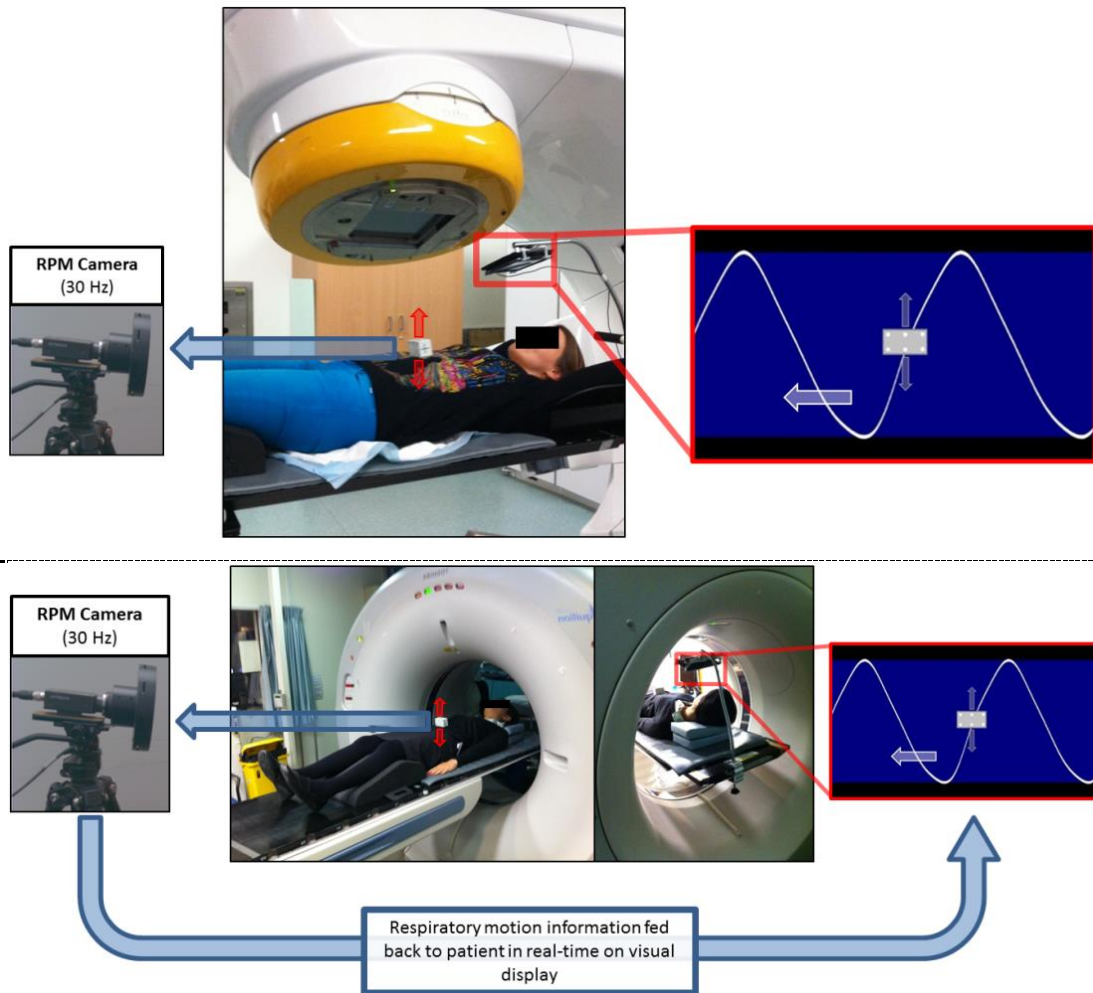 RPM Camera
(30 Hz)
RPM Camera
(30 Hz)
Respiratory motion information fed
back to patient in real-time on visual
display